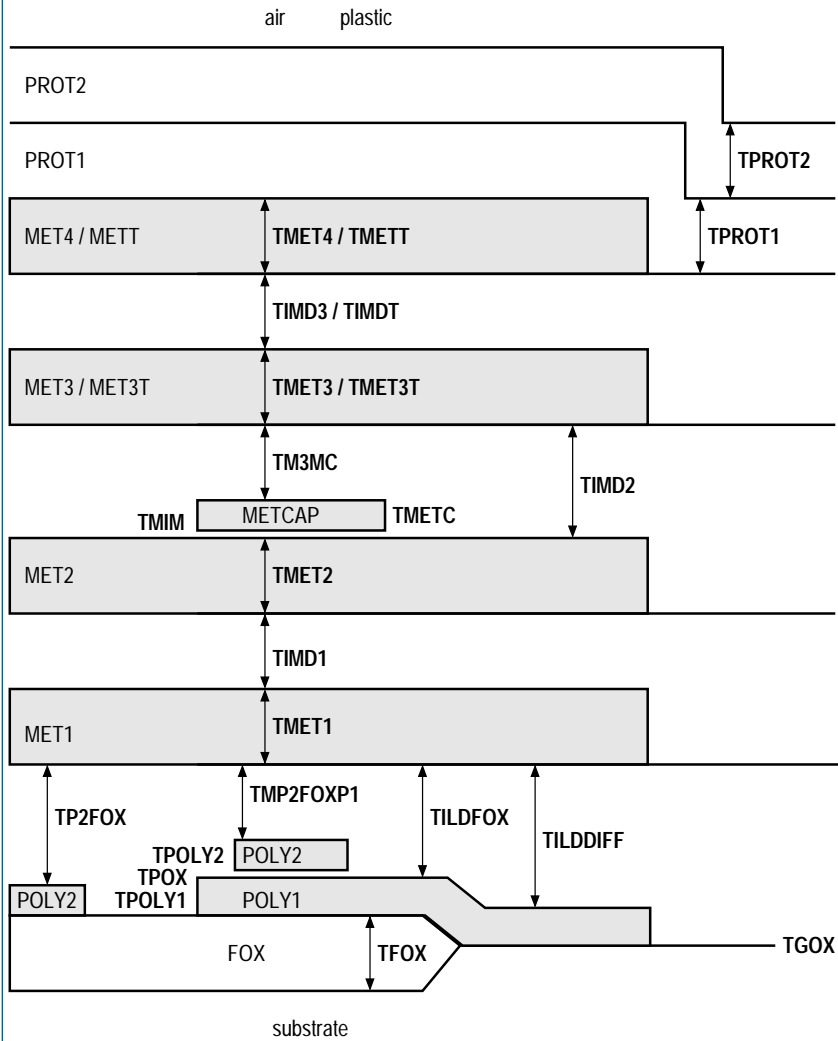 air plastic
PROT2
PROT1
TPROT2
MET4 / METT
TMET4 / TMETT
TPROT1
TIMD3 / TIMDT
MET3 / MET3T
TMET3 / TMET3T
TM3MC
TIMD2
TMIM
METCAP
TMETC
MET2
TMET2
TIMD1
MET1
TMET1
TP2FOX
TMP2FOXP1
TILDFOX
TILDDIFF
TPOLY2
POLY2
TPOX
POLY2
TPOLY1
POLY1
FOX
TFOX
TGOX
substrate